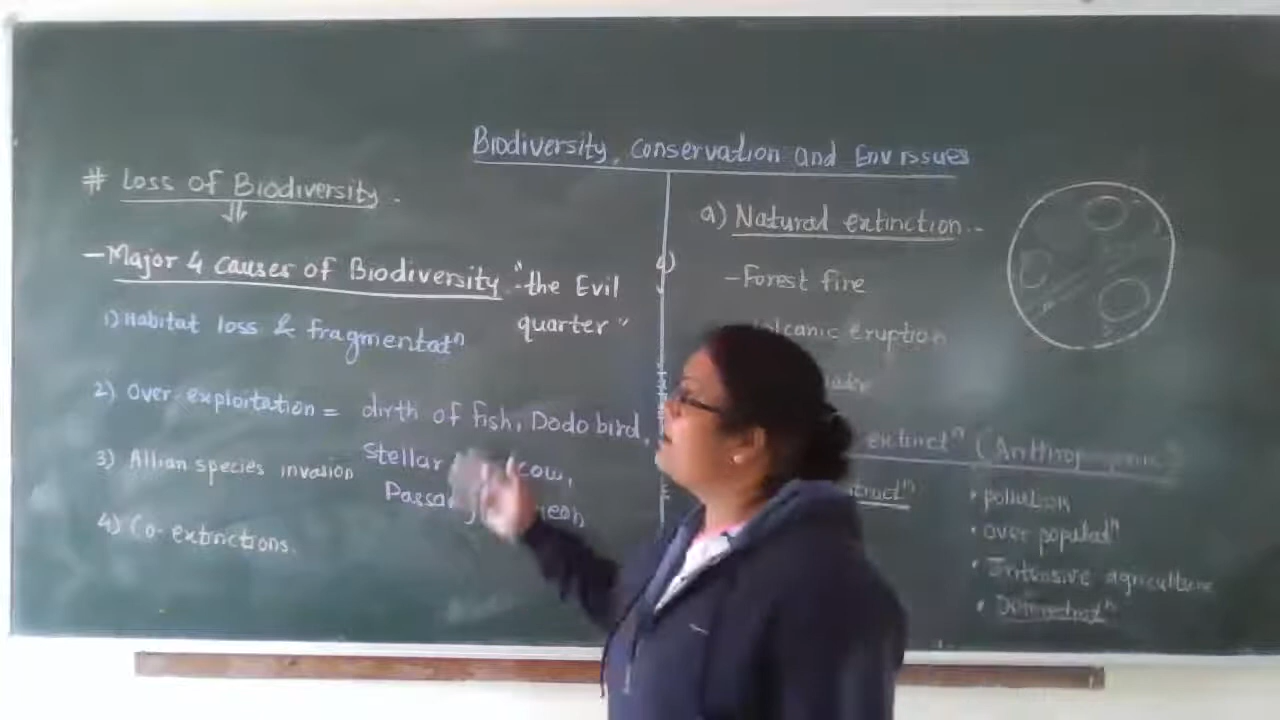 Biodiversity, Conservation and Env issues
# Loss of Biodiversity.
- Major 4 causes of Biodiversity "the Evil
quarter"
1) Habitat loss & fragmentatⁿ
2) Over exploitation = dirth of fish, Dodo bird,
Stellar cow,
3) Allian species invasion
4) Co-extinctions.
a) Natural extinction -
- Forest fire
eruption
extinctⁿ (Anthropogenic)
• pollution
• over populatⁿ
• Intensive agriculture